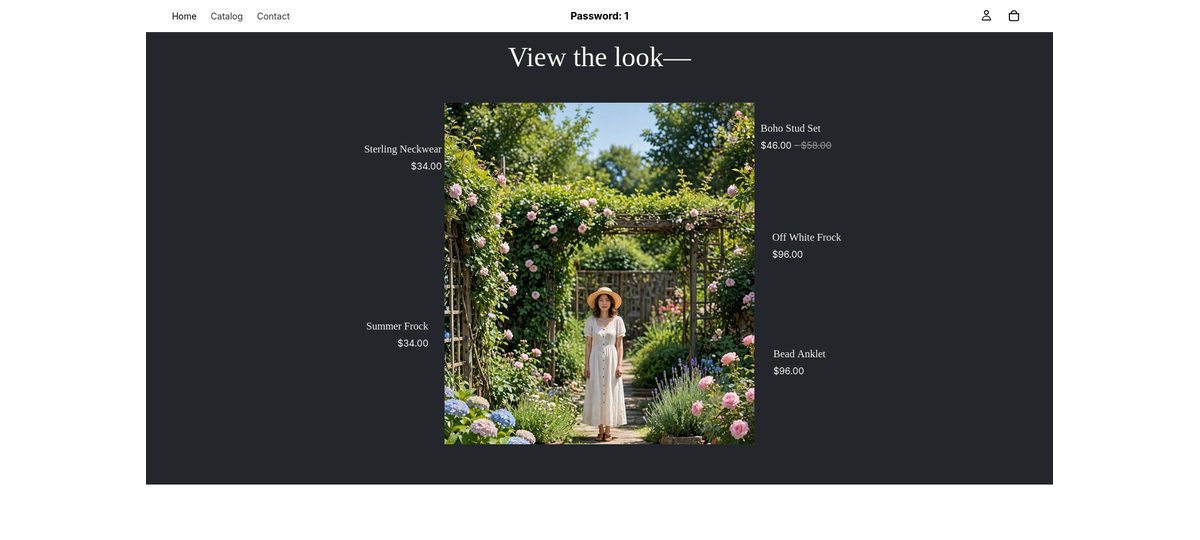 Home Catalog Contact
Password: 1
View the look—
Sterling Neckwear
$34.00
Summer Frock
$34.00
Boho Stud Set
$46.00 – $58.00
Off White Frock
$96.00
Bead Anklet
$96.00